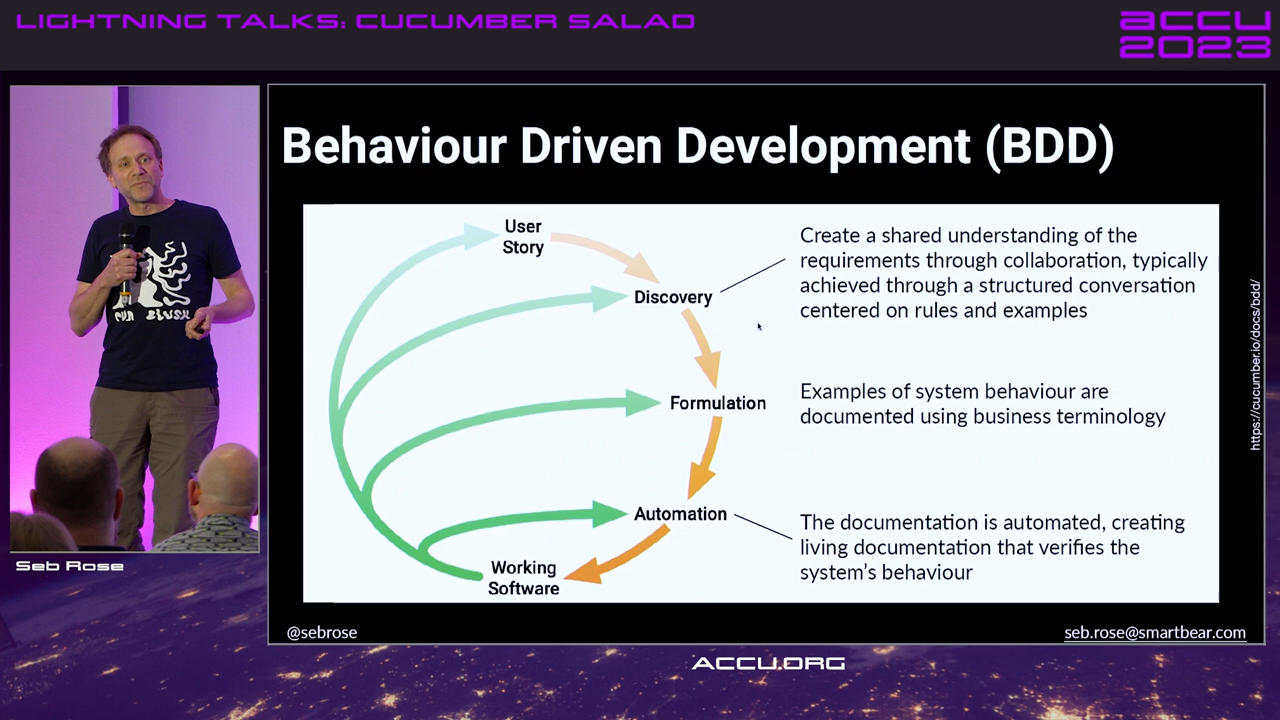 LIGHTNING TALKS: CUCUMBER SALAD
accu
2023
Behaviour Driven Development (BDD)
User
Story
Discovery
Formulation
Automation
Working
Software
Create a shared understanding of the
requirements through collaboration, typically
achieved through a structured conversation
centered on rules and examples
Examples of system behaviour are
documented using business terminology
The documentation is automated, creating
living documentation that verifies the
system's behaviour
https://cucumber.io/docs/bdd/
@sebrose
seb.rose@smartbear.com
Seb Rose
ACCU.ORG